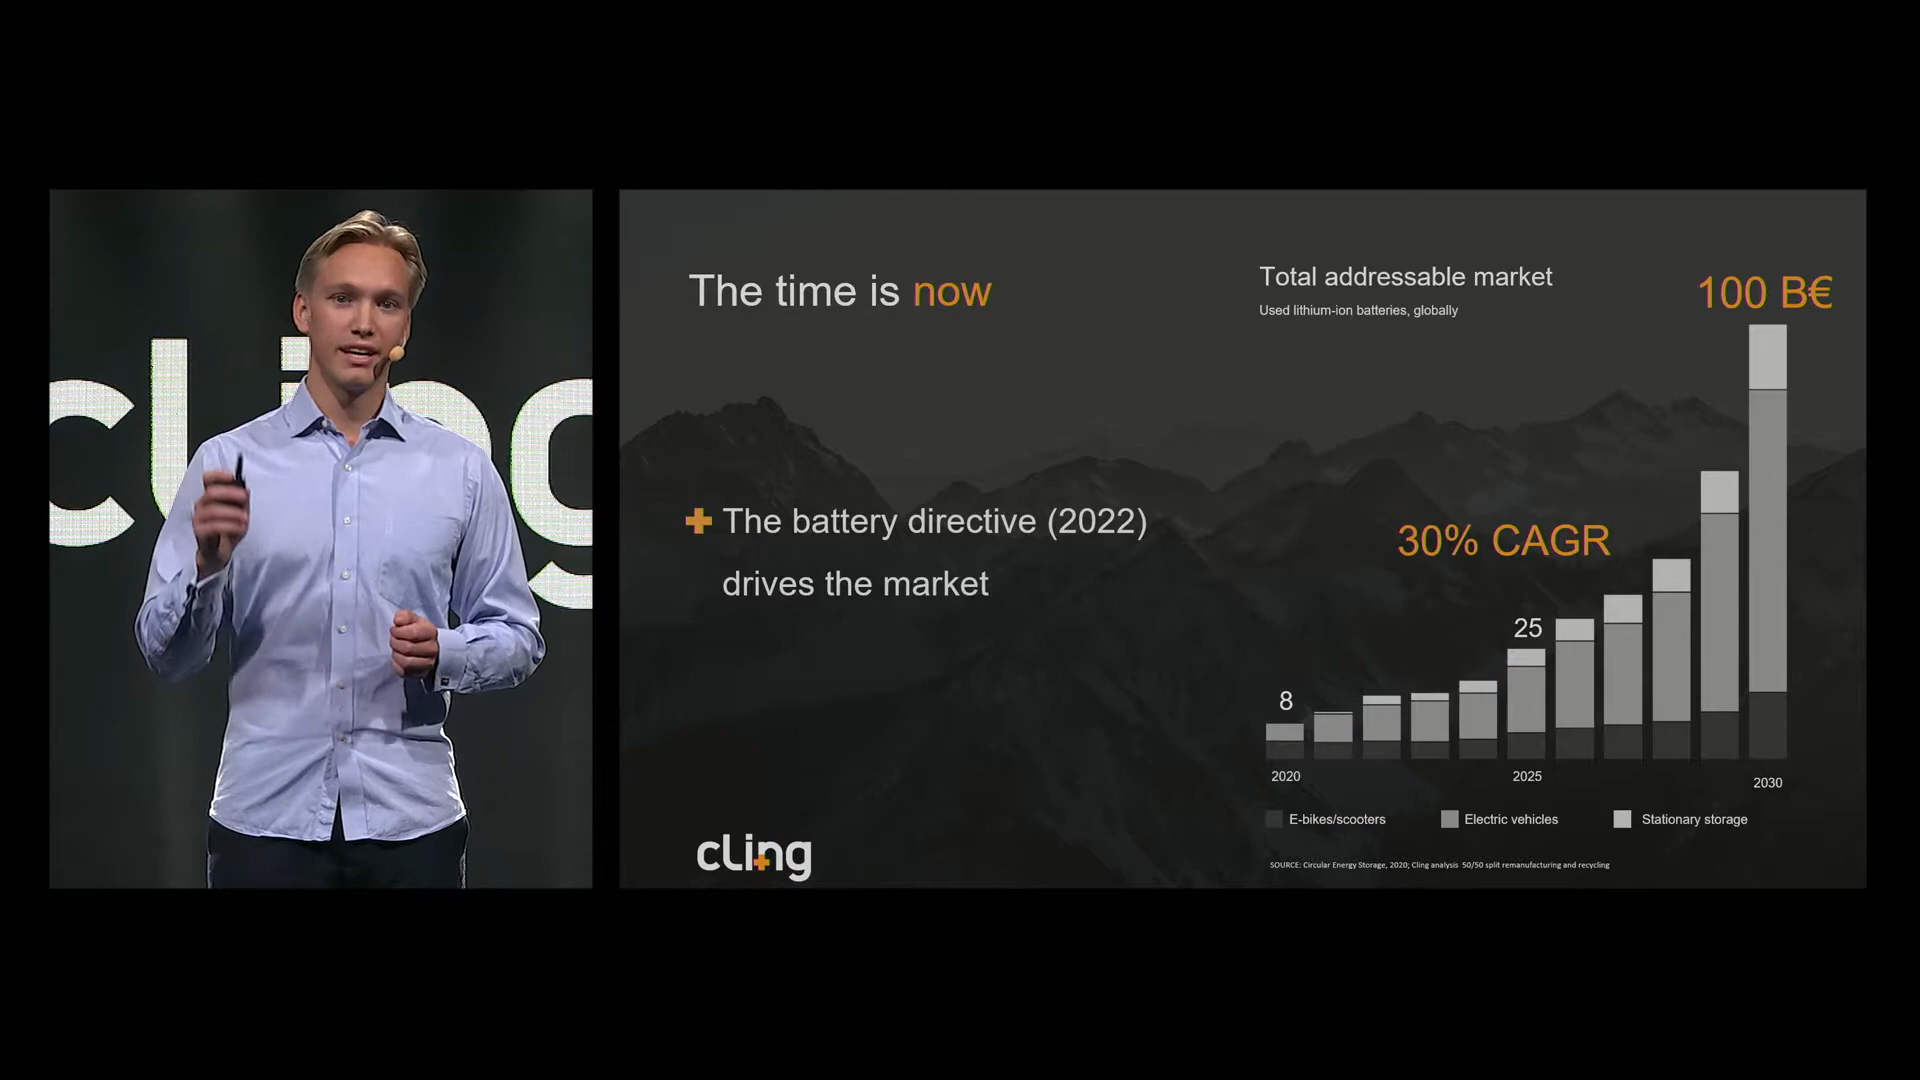 cling
The time is now
The battery directive (2022)
drives the market
cling
Total addressable market
Used lithium-ion batteries, globally
100 B€
30% CAGR
25
8
2020
2025
2030
E-bikes/scooters
Electric vehicles
Stationary storage
SOURCE: Circular Energy Storage, 2020; Cling analysis 50/50 split remanufacturing and recycling